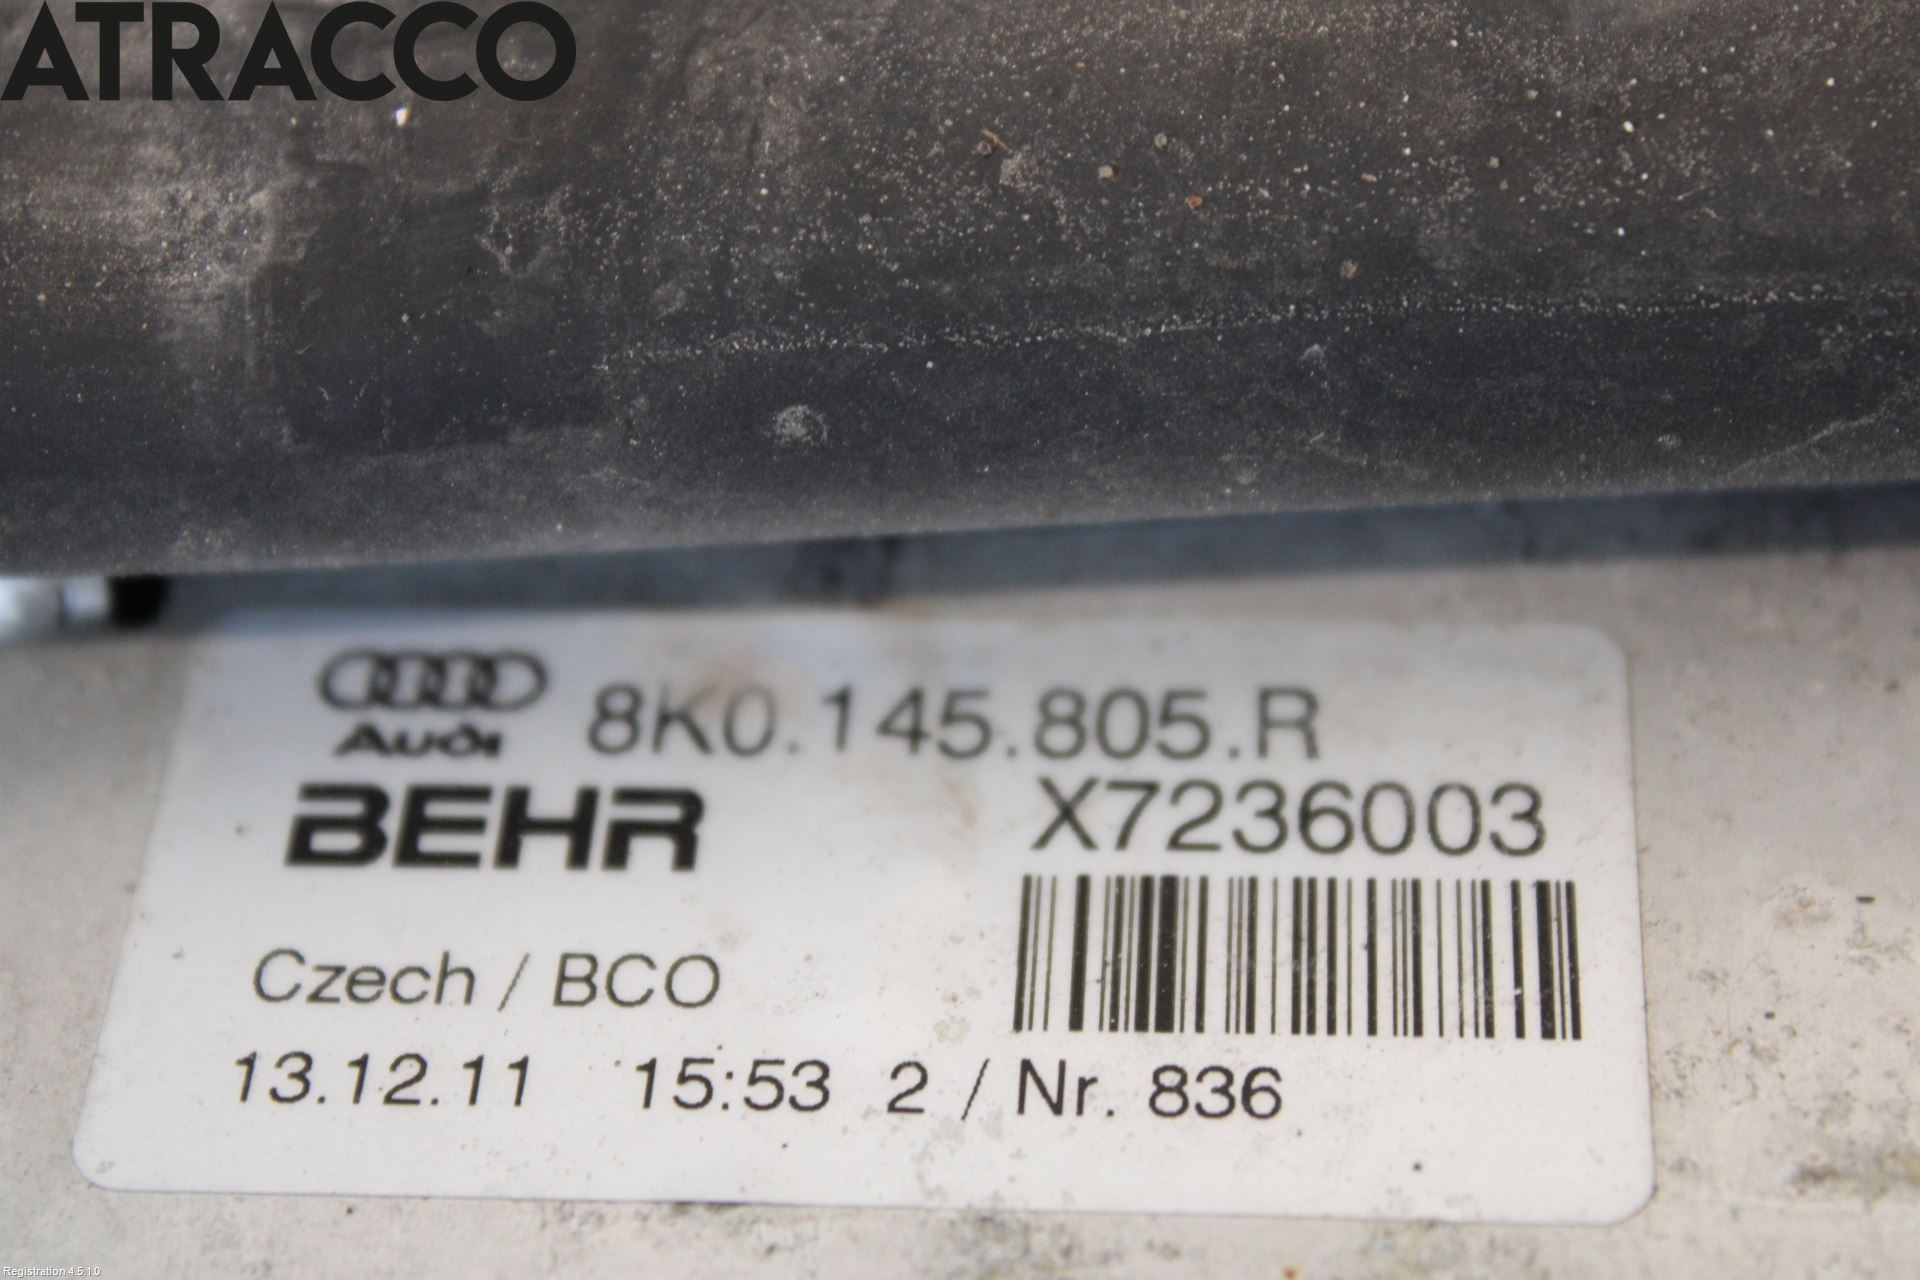 ATRACCO
Audi 8K0.145.805.R
BEHR X7236003
Czech / BCO
13.12.11 15:53 2 / Nr. 836
Registration 4.5.1.0